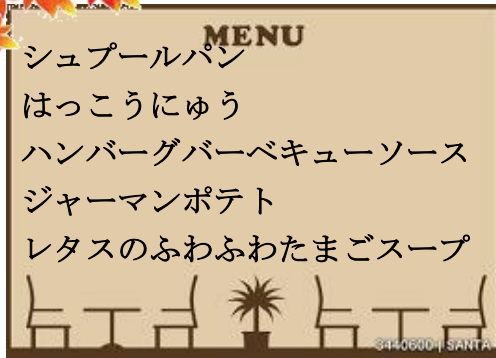 MENU
シュプールパン
はっこうにゅう
ハンバーグバーベキューソース
ジャーマンポテト
レタスのふわふわたまごスープ
3440600 | SANTA